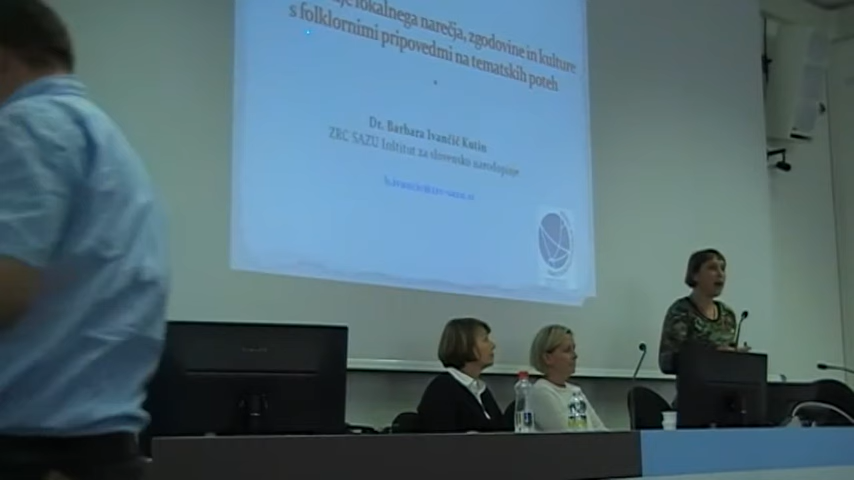 lokalnega narečja, zgodovine in kulture
s folklornimi pripovedmi na tematskih poteh
Dr. Barbara Ivančič Kutin
ZRC SAZU Inštitut za slovensko narodopisje